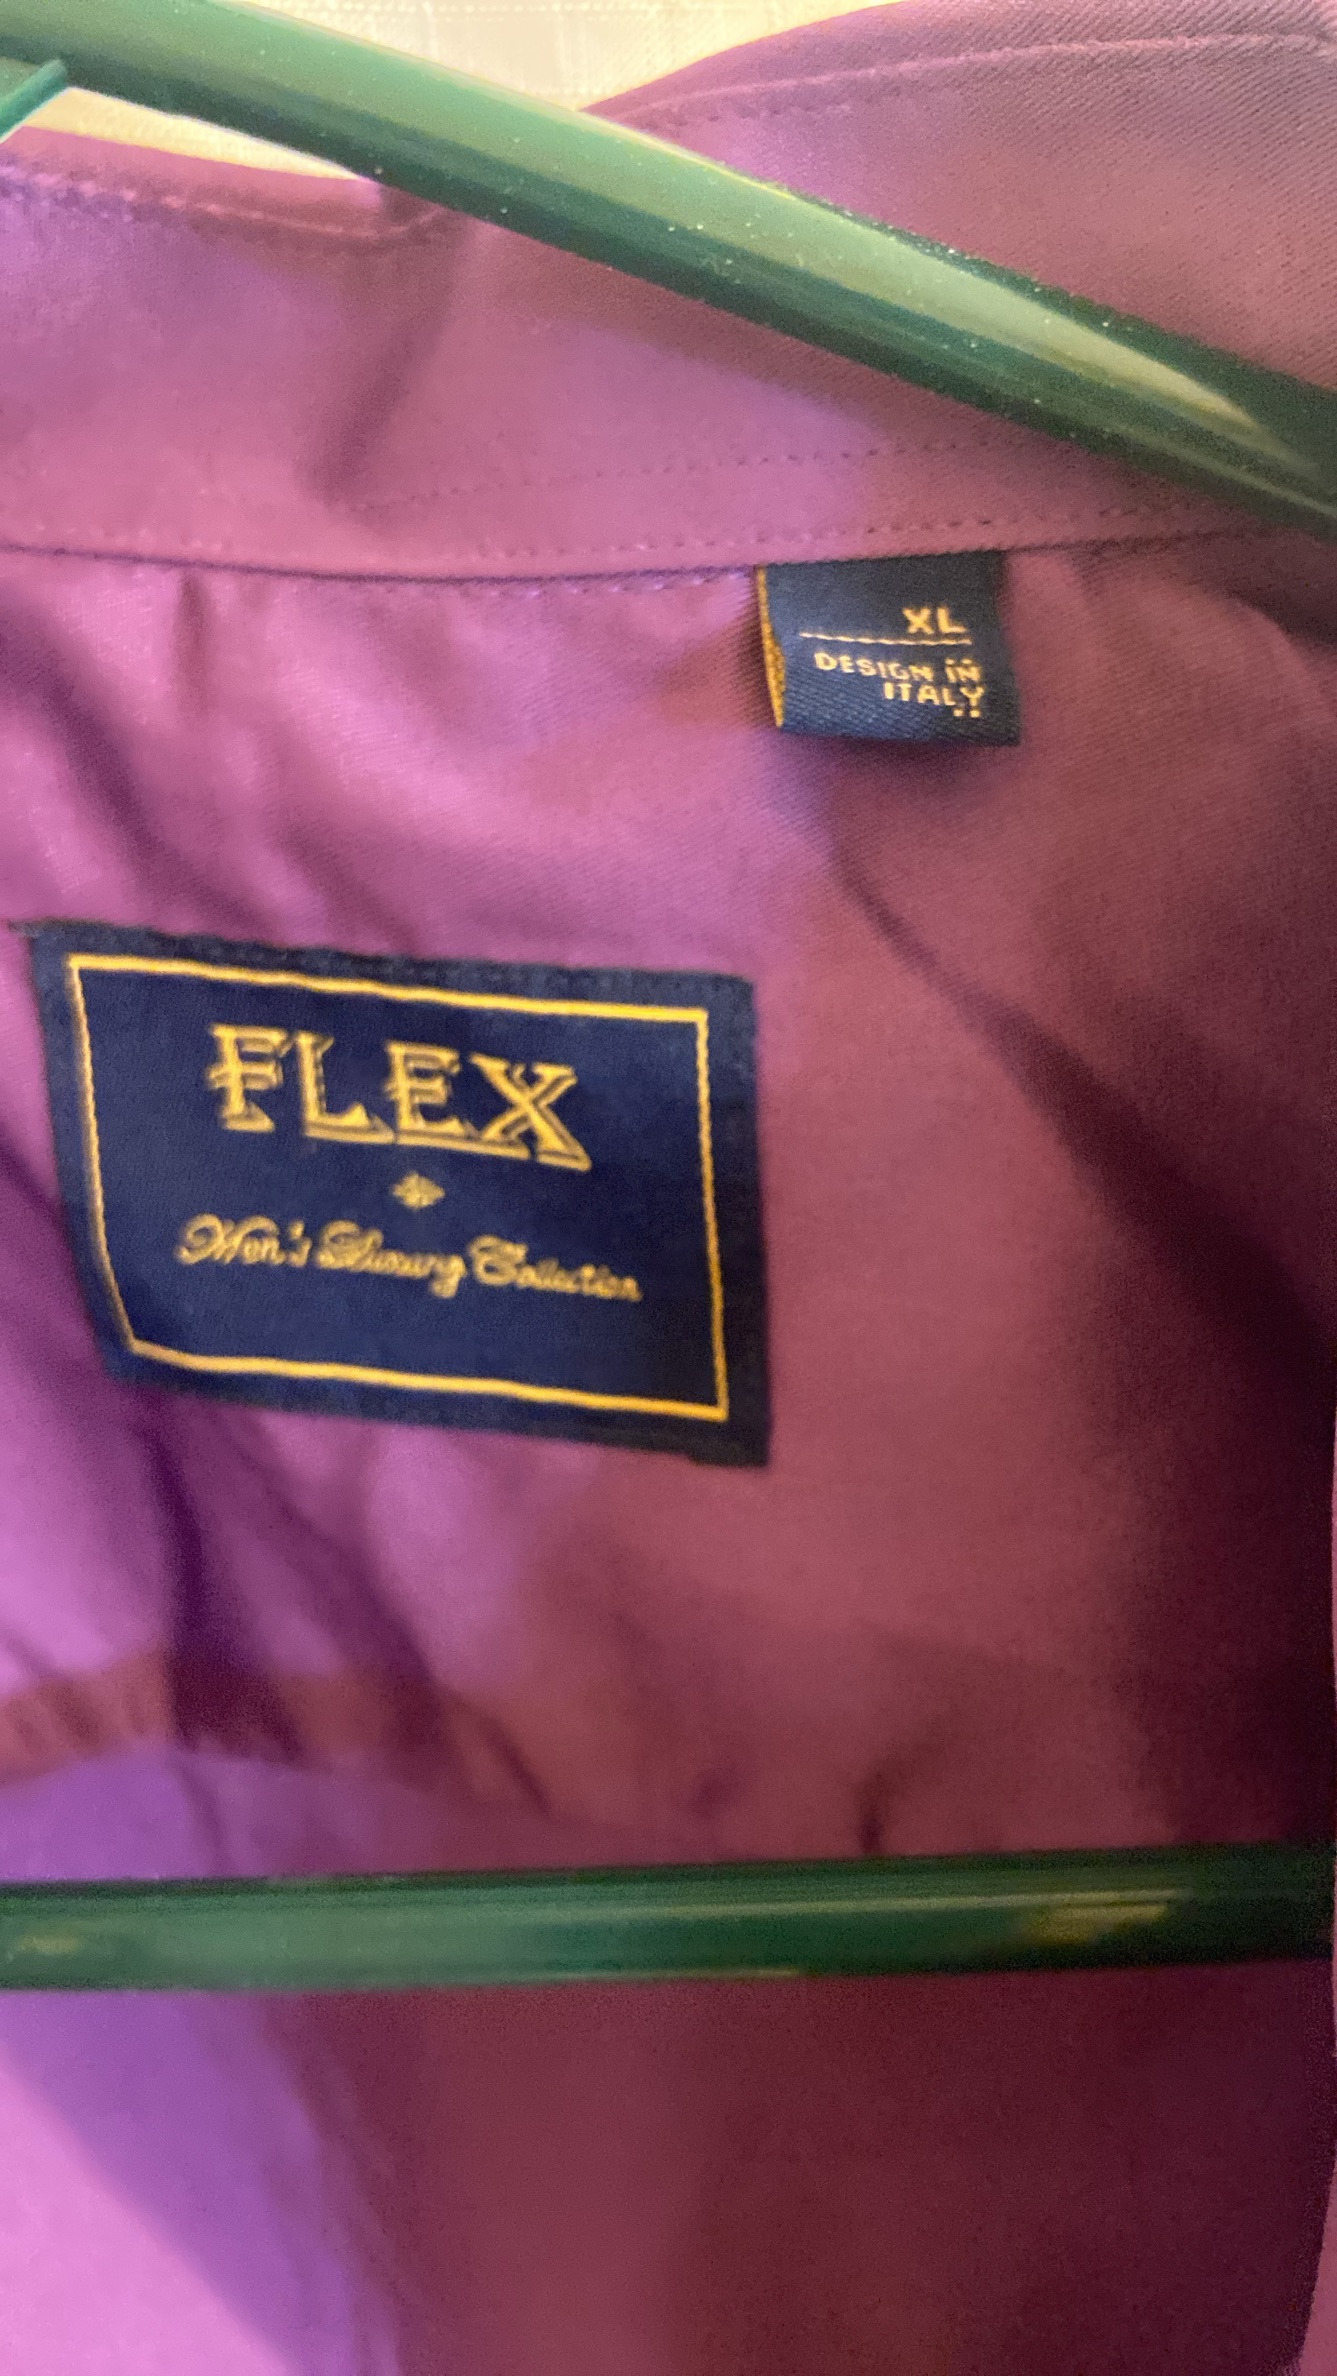 XL
DESIGN IN
ITALY
FLEX
Men's Luxury Collection